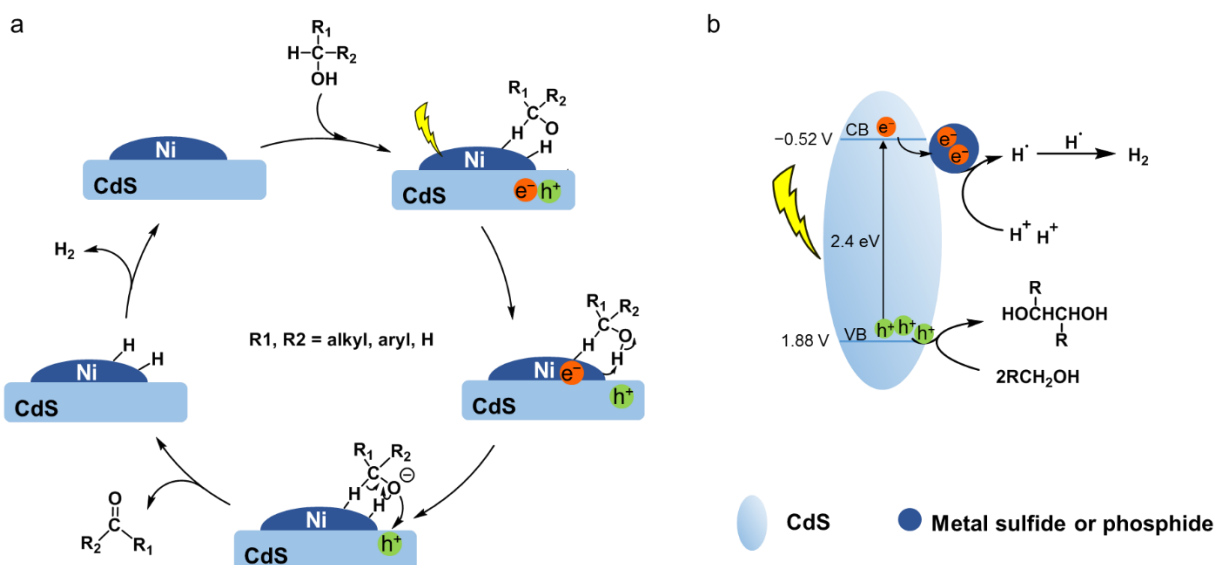 a
R₁
H–C–R₂
OH
Ni
CdS
R₁
R₂
C
H
O
H
Ni
CdS
e⁻
h⁺
R₁
R₂
C
O
H
H
Ni
e⁻
CdS
h⁺
R₁
R₂
⊖
C
O
H
H
Ni
CdS
h⁺
O
C
R₂
R₁
H
H
Ni
CdS
H₂
R1, R2 = alkyl, aryl, H
b
−0.52 V
CB
e⁻
e⁻
e⁻
H˙
H˙
H₂
H⁺ H⁺
2.4 eV
1.88 V
VB
h⁺
h⁺
h⁺
R
HOCHCHOH
R
2RCH₂OH
CdS
Metal sulfide or phosphide